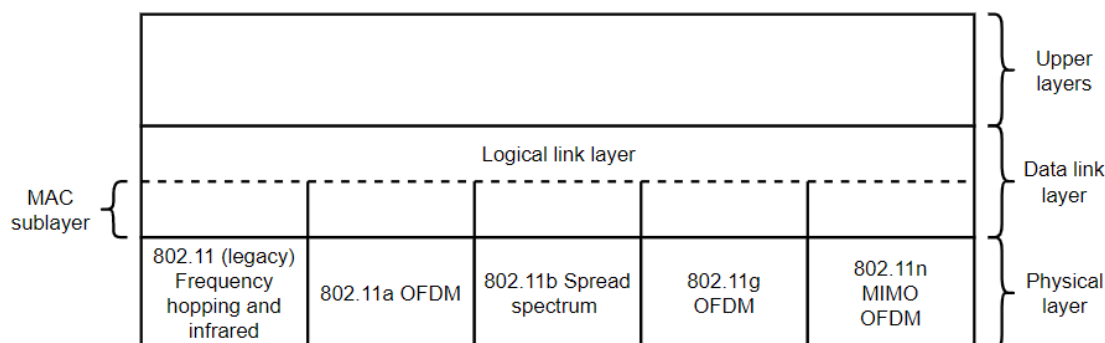 Upper
layers
Logical link layer
Data link
layer
MAC
sublayer
802.11 (legacy)
Frequency
hopping and
infrared
802.11a OFDM
802.11b Spread
spectrum
802.11g
OFDM
802.11n
MIMO
OFDM
Physical
layer